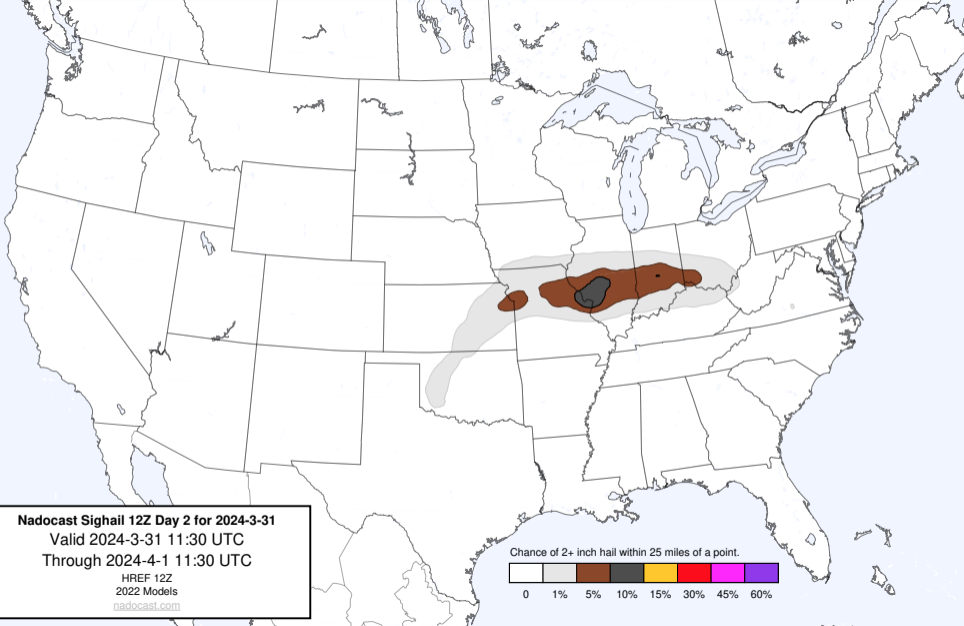 Nadocast Sighail 12Z Day 2 for 2024-3-31
Valid 2024-3-31 11:30 UTC
Through 2024-4-1 11:30 UTC
HREF 12Z
2022 Models
nadocast.com
Chance of 2+ inch hail within 25 miles of a point.
0 1% 5% 10% 15% 30% 45% 60%